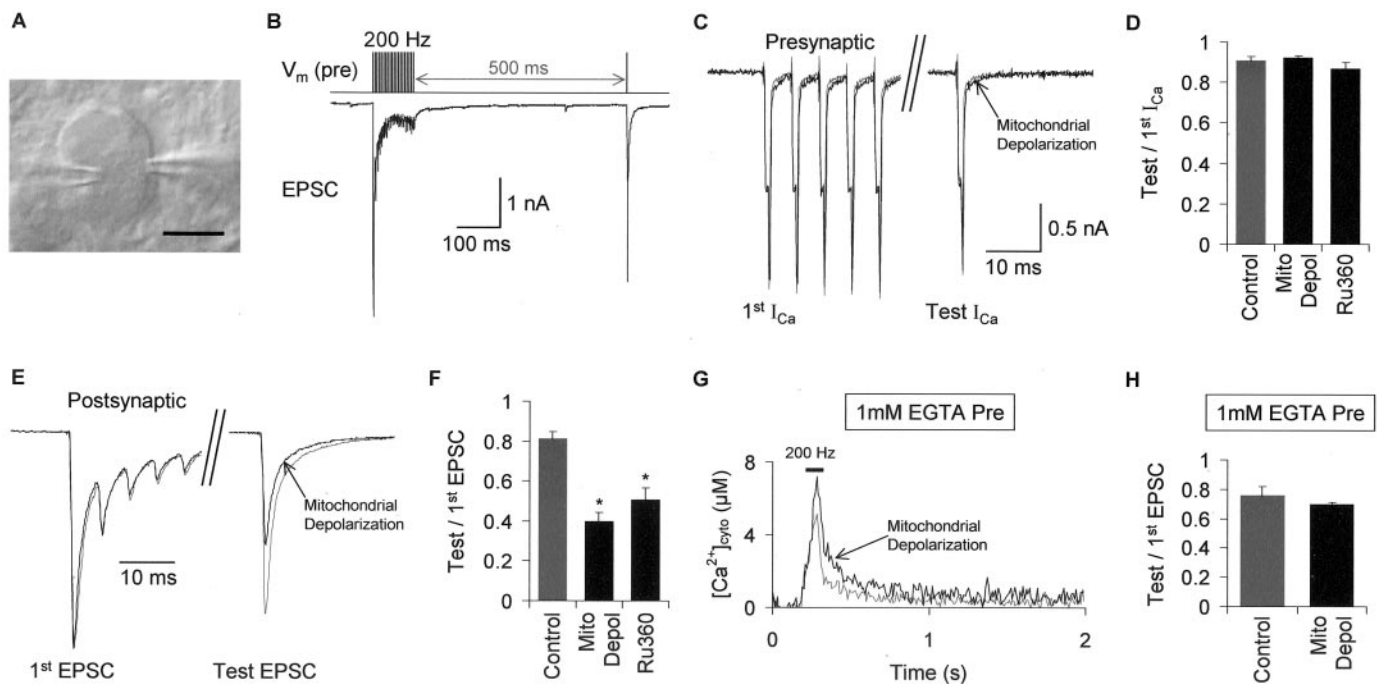 A
B
200 Hz
Vm (pre)
500 ms
EPSC
1 nA
100 ms
C
Presynaptic
Mitochondrial
Depolarization
0.5 nA
10 ms
1st ICa
Test ICa
D
Test / 1st ICa
1
0.8
0.6
0.4
0.2
0
Control
Mito
Depol
Ru360
E
Postsynaptic
Mitochondrial
Depolarization
10 ms
1st EPSC
Test EPSC
F
Test / 1st EPSC
1
0.8
0.6
0.4
0.2
0
*
*
Control
Mito
Depol
Ru360
G
1mM EGTA Pre
200 Hz
[Ca2+]cyto (µM)
8
4
0
Mitochondrial
Depolarization
0
1
2
Time (s)
H
1mM EGTA Pre
Test / 1st EPSC
1
0.8
0.6
0.4
0.2
0
Control
Mito
Depol